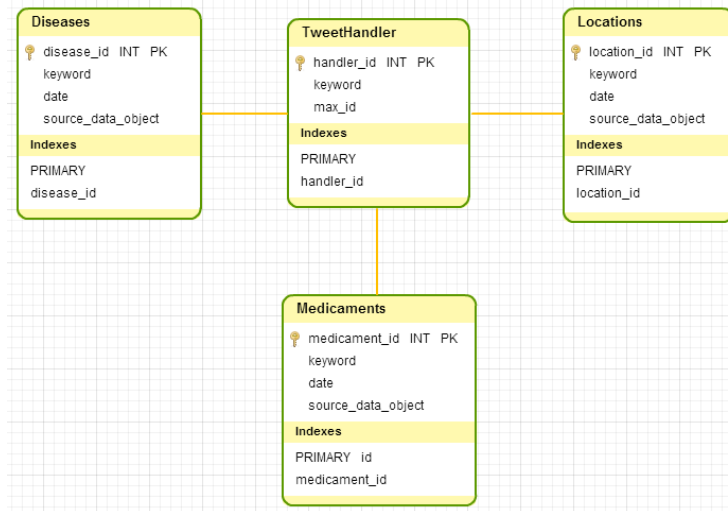 Diseases
disease_id INT PK
keyword
date
source_data_object
Indexes
PRIMARY
disease_id
TweetHandler
handler_id INT PK
keyword
max_id
Indexes
PRIMARY
handler_id
Locations
location_id INT PK
keyword
date
source_data_object
Indexes
PRIMARY
location_id
Medicaments
medicament_id INT PK
keyword
date
source_data_object
Indexes
PRIMARY id
medicament_id